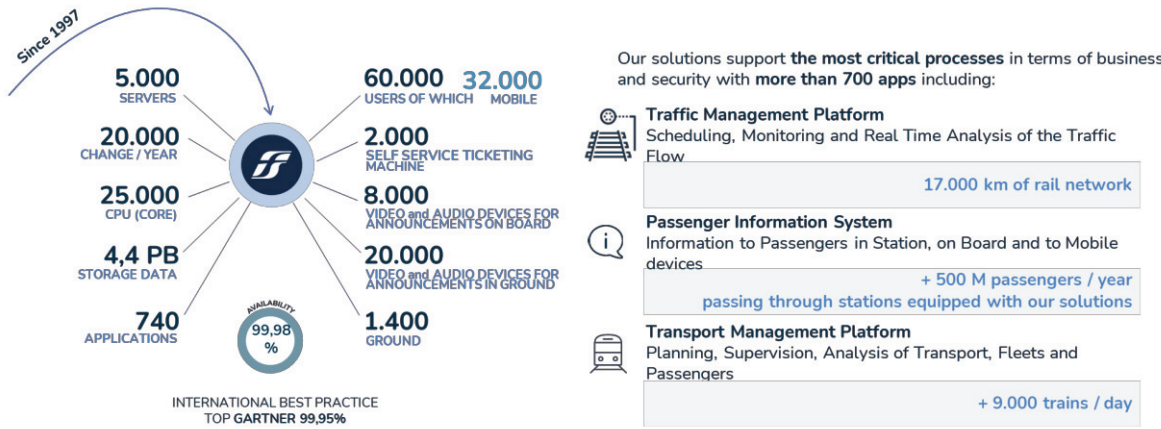 Since 1997
5.000
SERVERS
20.000
CHANGE / YEAR
25.000
CPU (CORE)
4,4 PB
STORAGE DATA
740
APPLICATIONS
60.000 32.000
USERS OF WHICH MOBILE
2.000
SELF SERVICE TICKETING
MACHINE
8.000
VIDEO and AUDIO DEVICES FOR
ANNOUNCEMENTS ON BOARD
20.000
VIDEO and AUDIO DEVICES FOR
ANNOUNCEMENTS IN GROUND
1.400
GROUND
AVAILABILITY
99,98
%
INTERNATIONAL BEST PRACTICE
TOP GARTNER 99,95%
Our solutions support the most critical processes in terms of business
and security with more than 700 apps including:
Traffic Management Platform
Scheduling, Monitoring and Real Time Analysis of the Traffic
Flow
17.000 km of rail network
Passenger Information System
Information to Passengers in Station, on Board and to Mobile
devices
+ 500 M passengers / year
passing through stations equipped with our solutions
Transport Management Platform
Planning, Supervision, Analysis of Transport, Fleets and
Passengers
+ 9.000 trains / day